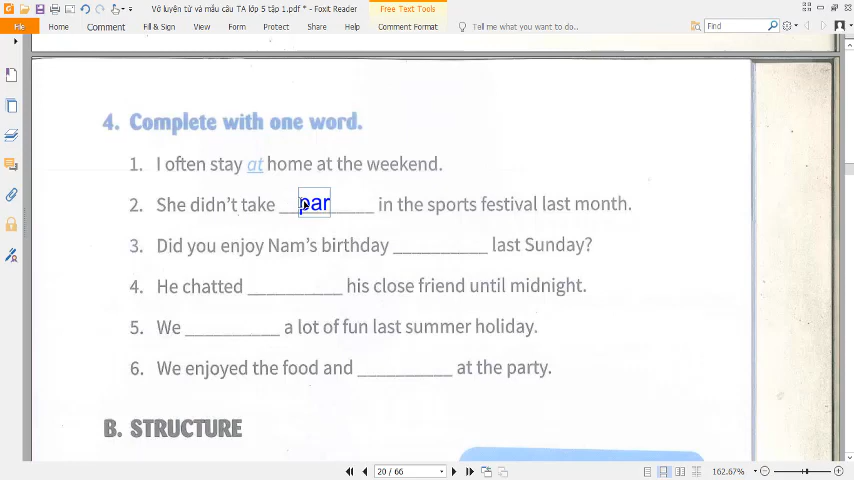 Vở luyện từ và mẫu câu TA lớp 5 tập 1.pdf * - Foxit Reader
Free Text Tools
File Home Comment Fill & Sign View Form Protect Share Help Comment Format Tell me what you want to do... Find
4. Complete with one word.
1. I often stay at home at the weekend.
2. She didn't take __________ par in the sports festival last month.
3. Did you enjoy Nam's birthday __________ last Sunday?
4. He chatted __________ his close friend until midnight.
5. We __________ a lot of fun last summer holiday.
6. We enjoyed the food and __________ at the party.
B. STRUCTURE
20 / 66 162.67%